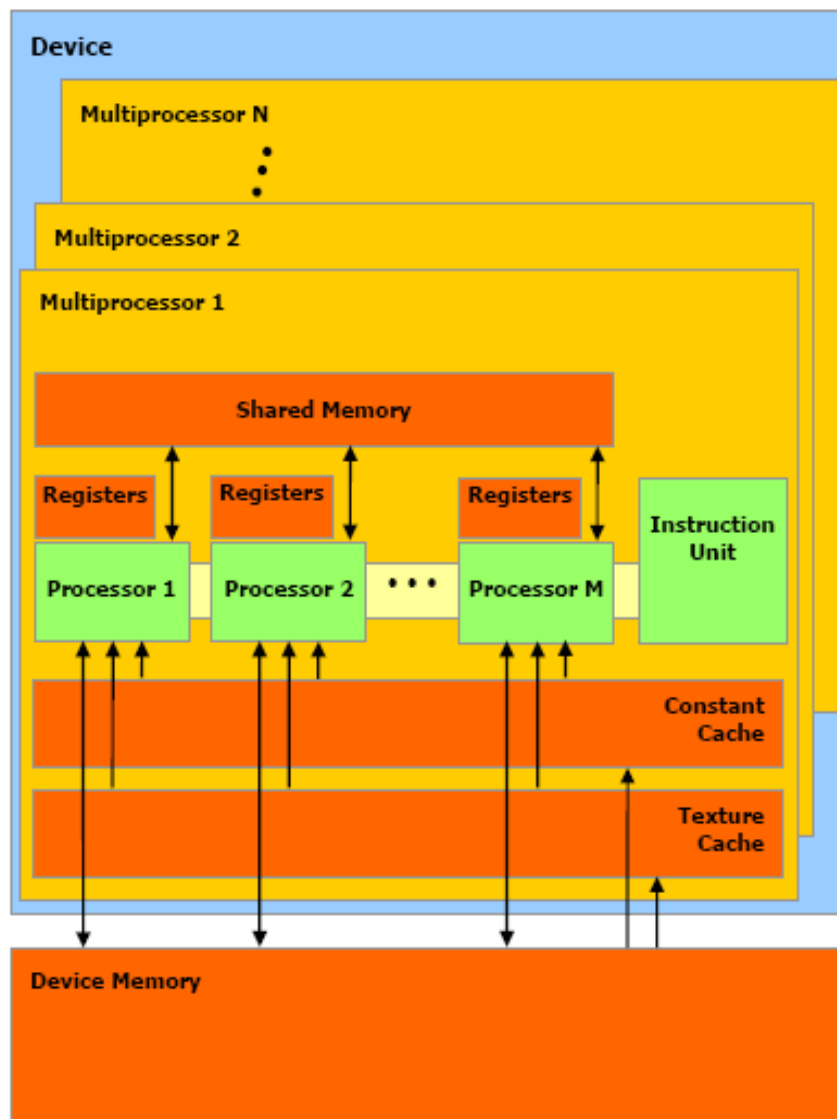 Device
Multiprocessor N
Multiprocessor 2
Multiprocessor 1
Shared Memory
Registers
Registers
Registers
Instruction
Unit
Processor 1
Processor 2
Processor M
Constant
Cache
Texture
Cache
Device Memory